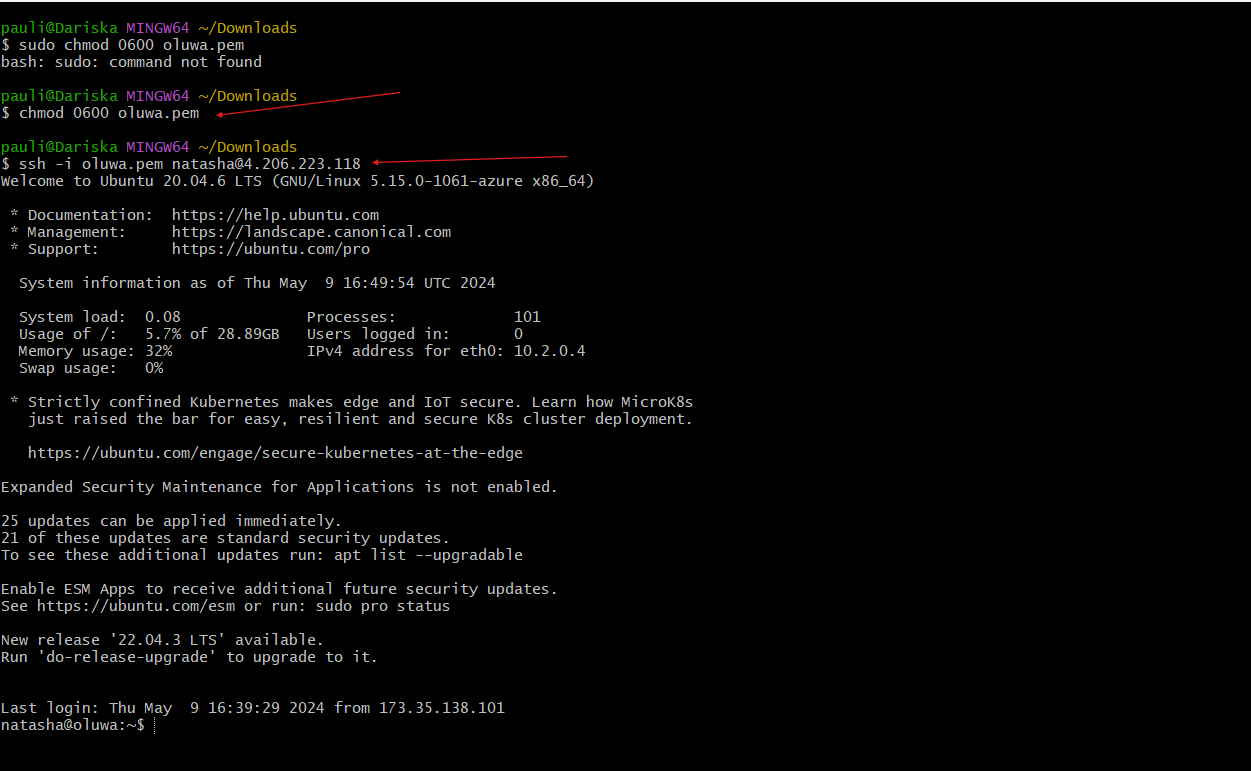 pauli@Dariska MINGW64 ~/Downloads
$ sudo chmod 0600 oluwa.pem
bash: sudo: command not found
pauli@Dariska MINGW64 ~/Downloads
$ chmod 0600 oluwa.pem
pauli@Dariska MINGW64 ~/Downloads
$ ssh -i oluwa.pem natasha@4.206.223.118
Welcome to Ubuntu 20.04.6 LTS (GNU/Linux 5.15.0-1061-azure x86_64)
* Documentation:  https://help.ubuntu.com
* Management:     https://landscape.canonical.com
* Support:        https://ubuntu.com/pro
System information as of Thu May  9 16:49:54 UTC 2024
System load:  0.08              Processes:             101
Usage of /:   5.7% of 28.89GB   Users logged in:       0
Memory usage: 32%               IPv4 address for eth0: 10.2.0.4
Swap usage:   0%
* Strictly confined Kubernetes makes edge and IoT secure. Learn how MicroK8s
just raised the bar for easy, resilient and secure K8s cluster deployment.
https://ubuntu.com/engage/secure-kubernetes-at-the-edge
Expanded Security Maintenance for Applications is not enabled.
25 updates can be applied immediately.
21 of these updates are standard security updates.
To see these additional updates run: apt list --upgradable
Enable ESM Apps to receive additional future security updates.
See https://ubuntu.com/esm or run: sudo pro status
New release '22.04.3 LTS' available.
Run 'do-release-upgrade' to upgrade to it.
Last login: Thu May  9 16:39:29 2024 from 173.35.138.101
natasha@oluwa:~$